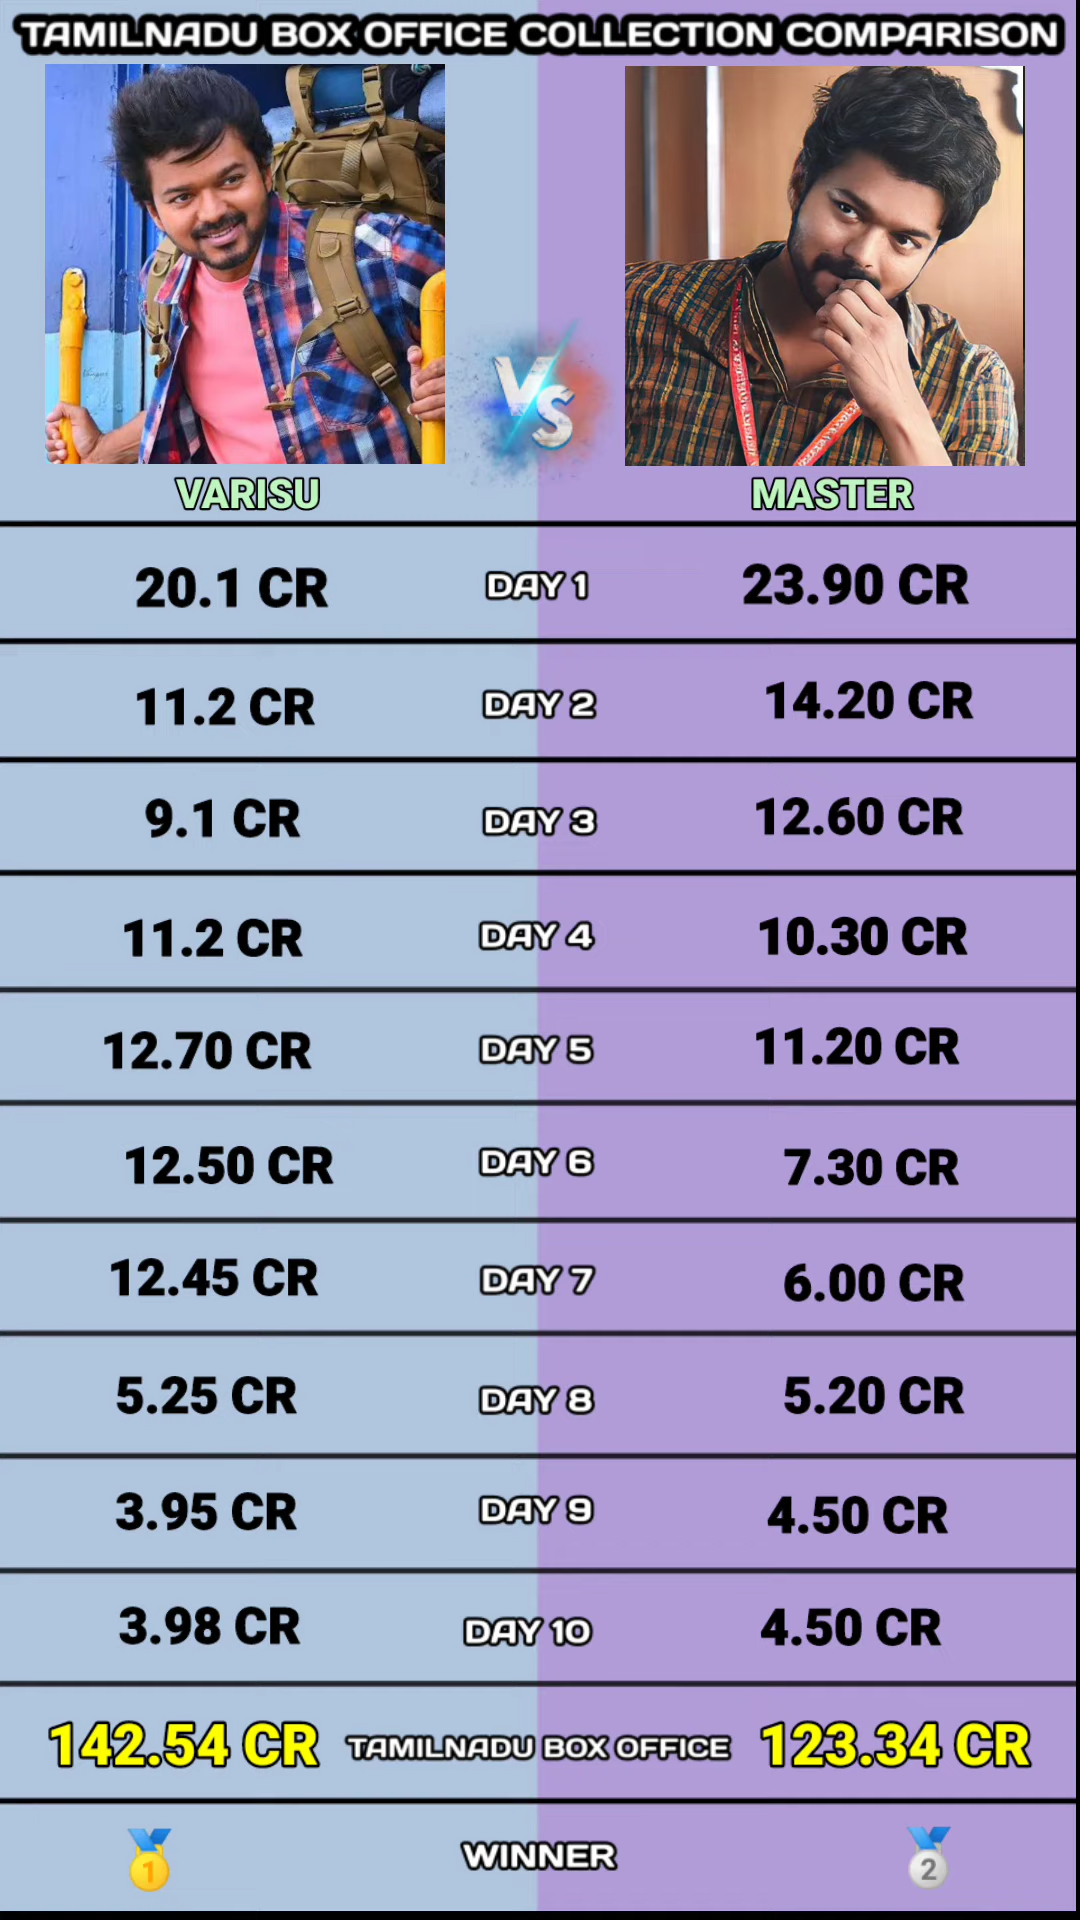 TAMILNADU BOX OFFICE COLLECTION COMPARISON
VS
VARISU MASTER
20.1 CR DAY 1 23.90 CR
11.2 CR DAY 2 14.20 CR
9.1 CR DAY 3 12.60 CR
11.2 CR DAY 4 10.30 CR
12.70 CR DAY 5 11.20 CR
12.50 CR DAY 6 7.30 CR
12.45 CR DAY 7 6.00 CR
5.25 CR DAY 8 5.20 CR
3.95 CR DAY 9 4.50 CR
3.98 CR DAY 10 4.50 CR
142.54 CR TAMILNADU BOX OFFICE 123.34 CR
1 WINNER 2